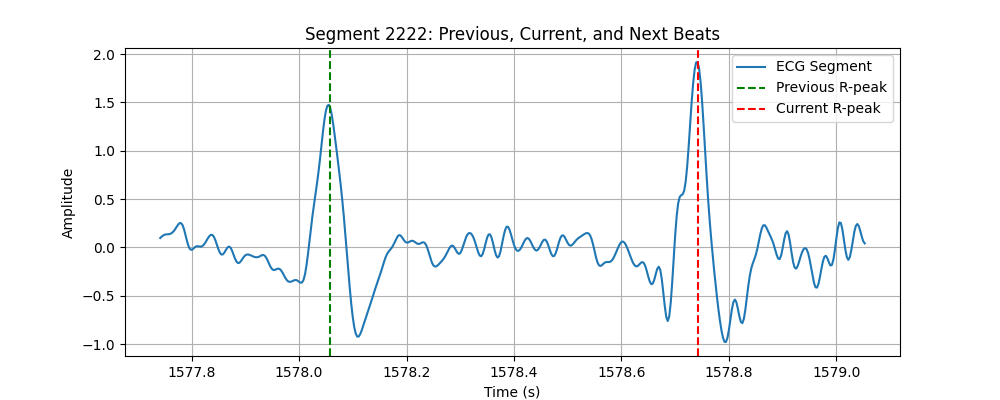 Segment 2222: Previous, Current, and Next Beats
ECG Segment
Previous R-peak
Current R-peak
Amplitude
2.0
1.5
1.0
0.5
0.0
−0.5
−1.0
1577.8 1578.0 1578.2 1578.4 1578.6 1578.8 1579.0
Time (s)